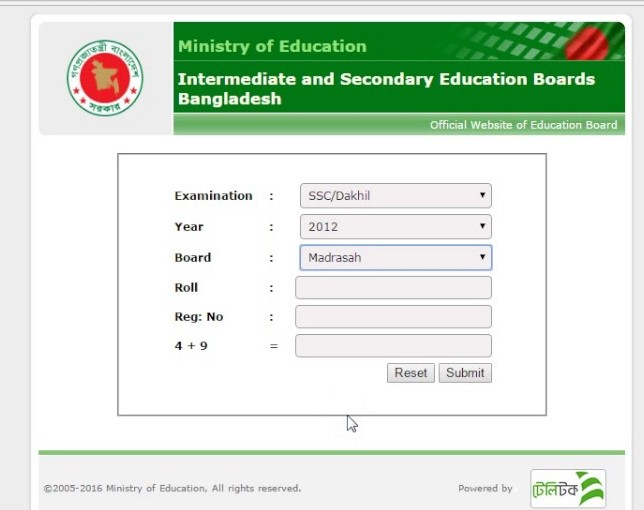 গণপ্রজাতন্ত্রী বাংলাদেশ
সরকার
Ministry of Education
Intermediate and Secondary Education Boards
Bangladesh
Official Website of Education Board
Examination : SSC/Dakhil
Year : 2012
Board : Madrasah
Roll :
Reg: No :
4 + 9 =
Reset Submit
©2005-2016 Ministry of Education, All rights reserved.
Powered by টেলিটক